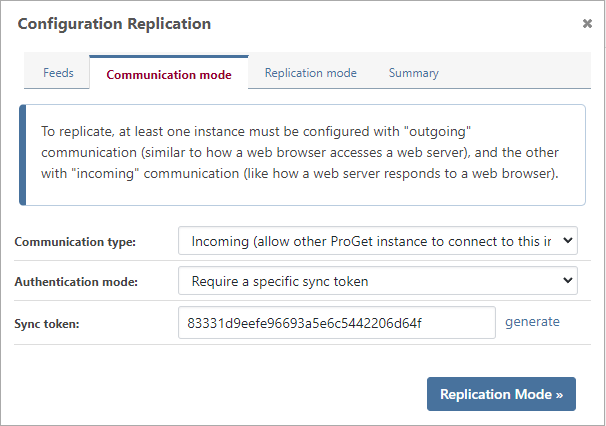 Configuration Replication
Feeds
Communication mode
Replication mode
Summary
To replicate, at least one instance must be configured with "outgoing"
communication (similar to how a web browser accesses a web server), and the other
with "incoming" communication (like how a web server responds to a web browser).
Communication type:
Incoming (allow other ProGet instance to connect to this in
Authentication mode:
Require a specific sync token
Sync token:
83331d9eefe96693a5e6c5442206d64f
generate
Replication Mode »